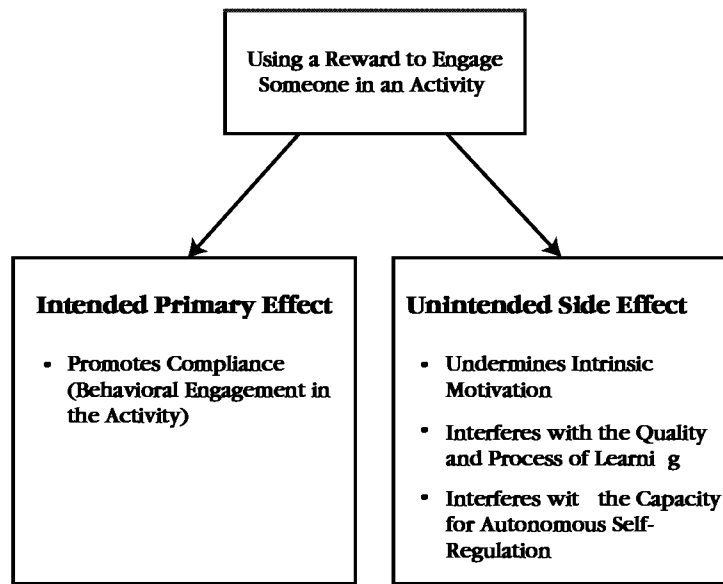 Using a Reward to Engage
Someone in an Activity
Intended Primary Effect
• Promotes Compliance
(Behavioral Engagement in
the Activity)
Unintended Side Effect
• Undermines Intrinsic
Motivation
• Interferes with the Quality
and Process of Learni g
• Interferes wit the Capacity
for Autonomous Self-
Regulation